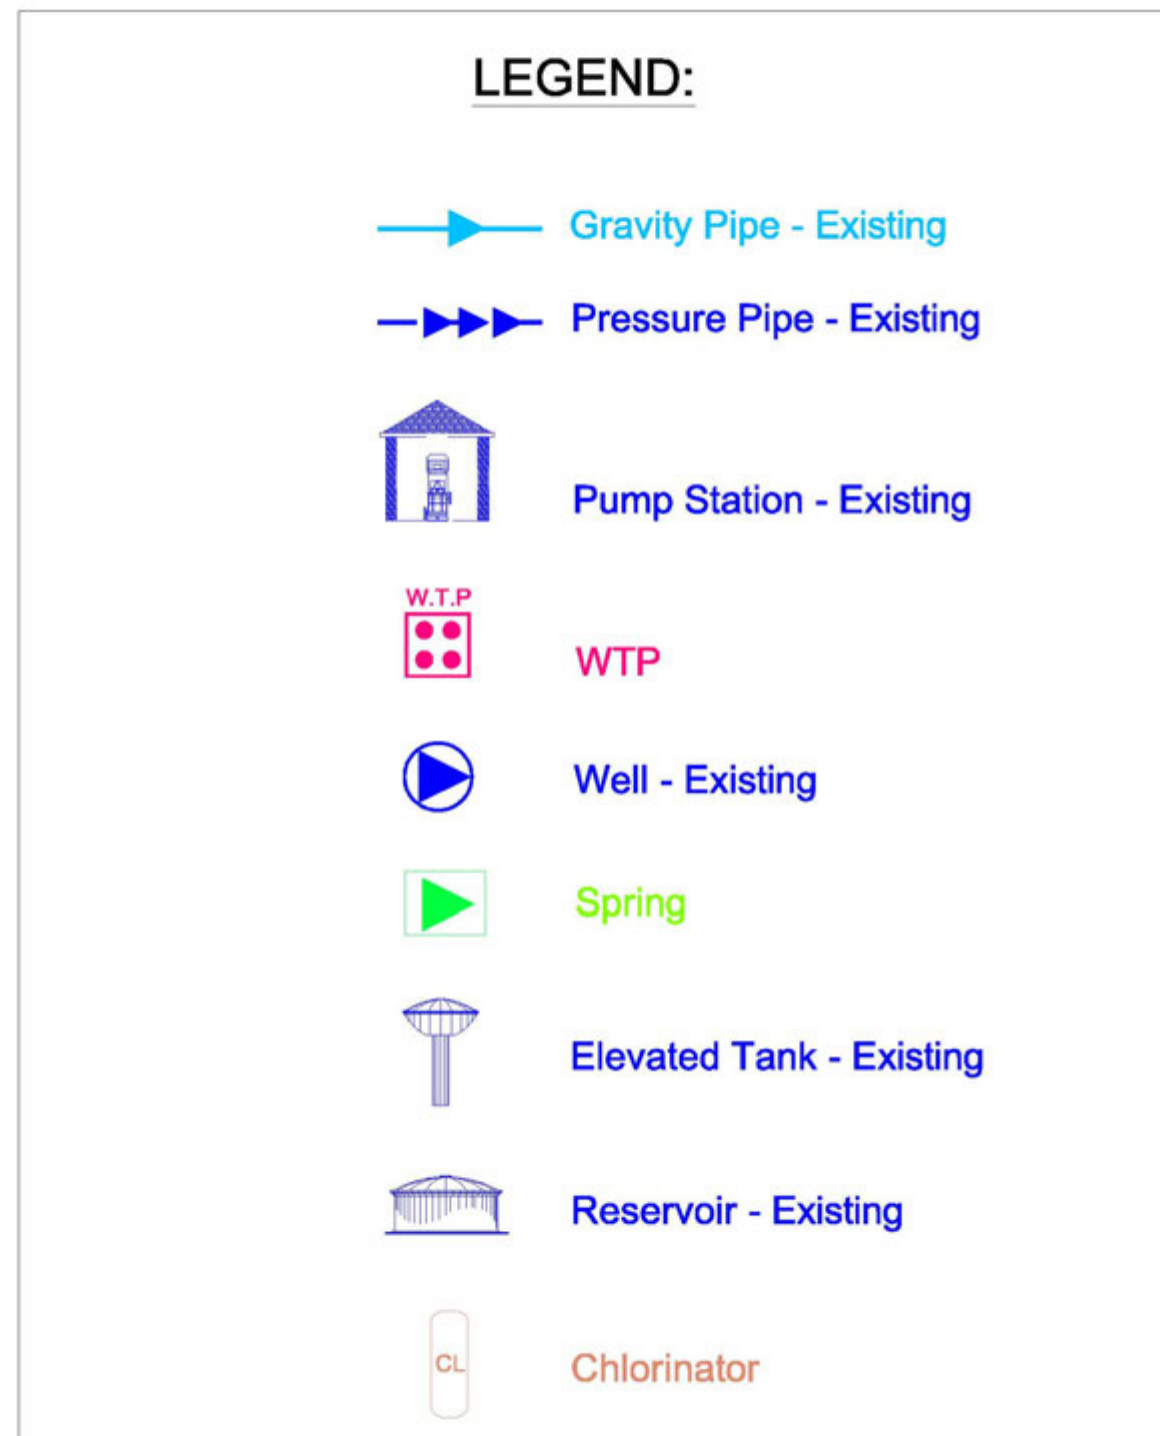 LEGEND:
Gravity Pipe - Existing
Pressure Pipe - Existing
Pump Station - Existing
W.T.P
WTP
Well - Existing
Spring
Elevated Tank - Existing
Reservoir - Existing
CL
Chlorinator